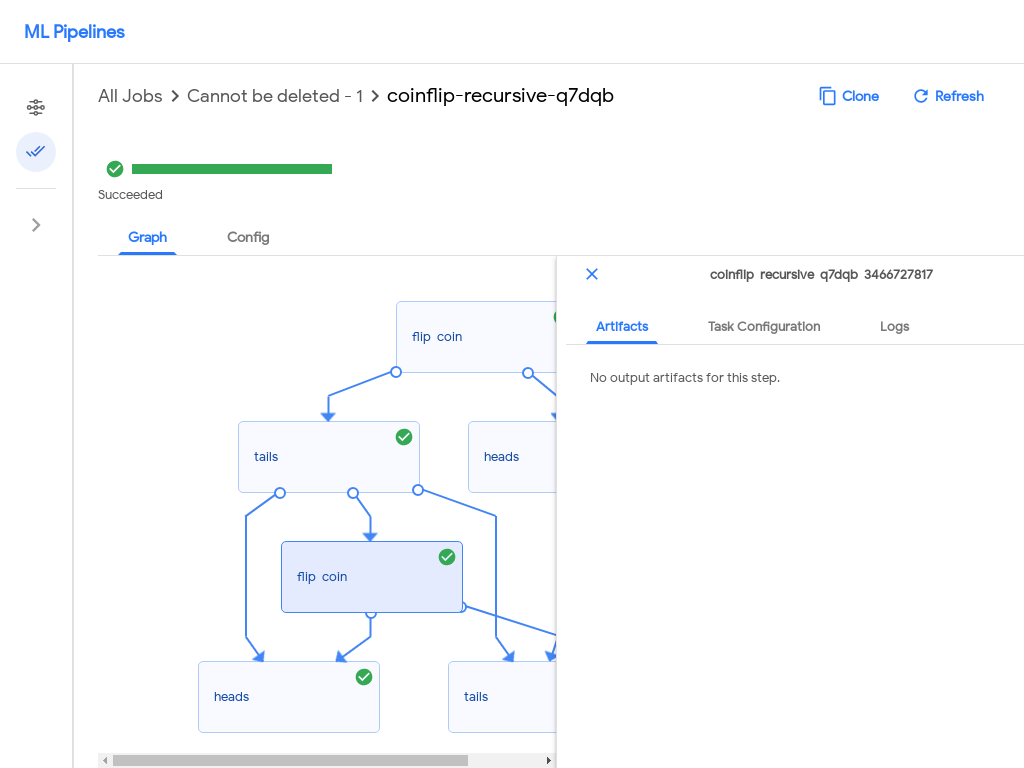 ML Pipelines
All Jobs > Cannot be deleted - 1 > coinflip-recursive-q7dqb
Clone
Refresh
Succeeded
Graph
Config
coinflip recursive q7dqb 3466727817
Artifacts
Task Configuration
Logs
No output artifacts for this step.
flip coin
tails
heads
flip coin
heads
tails